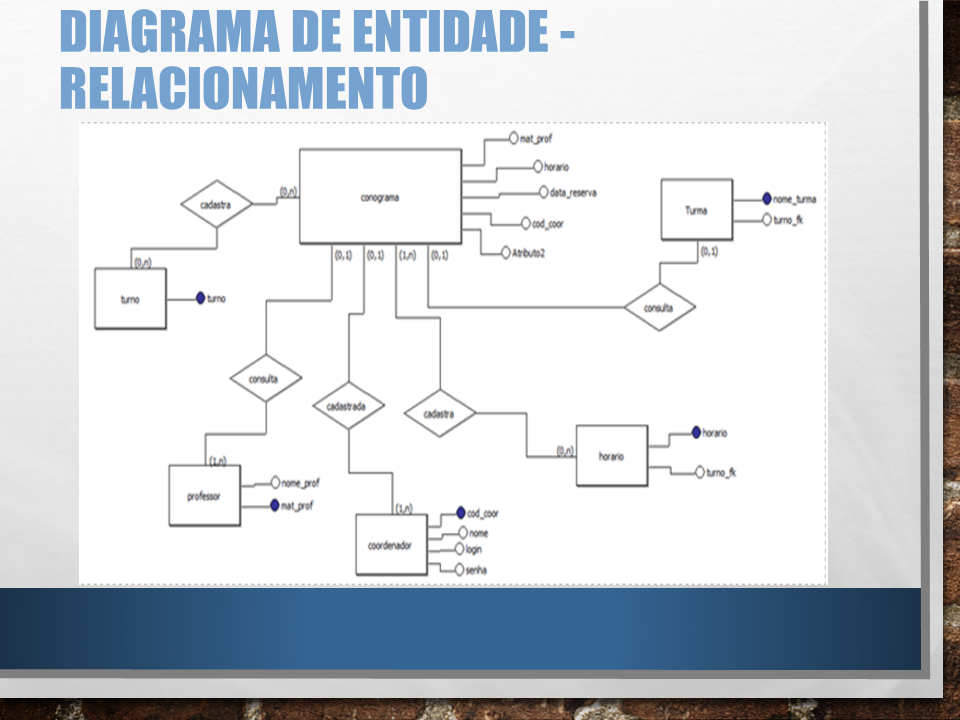 DIAGRAMA DE ENTIDADE -
RELACIONAMENTO
mat_prof
horario
data_reserva
cod_coor
Atributo2
conograma
(0,n)
cadastra
(0,n)
turno
turno
Turma
nome_turma
turno_fk
(0,1)
(0,1)
(0,1)
(1,n)
(0,1)
consulta
consulta
cadastrada
cadastra
(0,n)
horario
horario
turno_fk
(1,n)
professor
nome_prof
mat_prof
(1,n)
coordenador
cod_coor
nome
login
senha